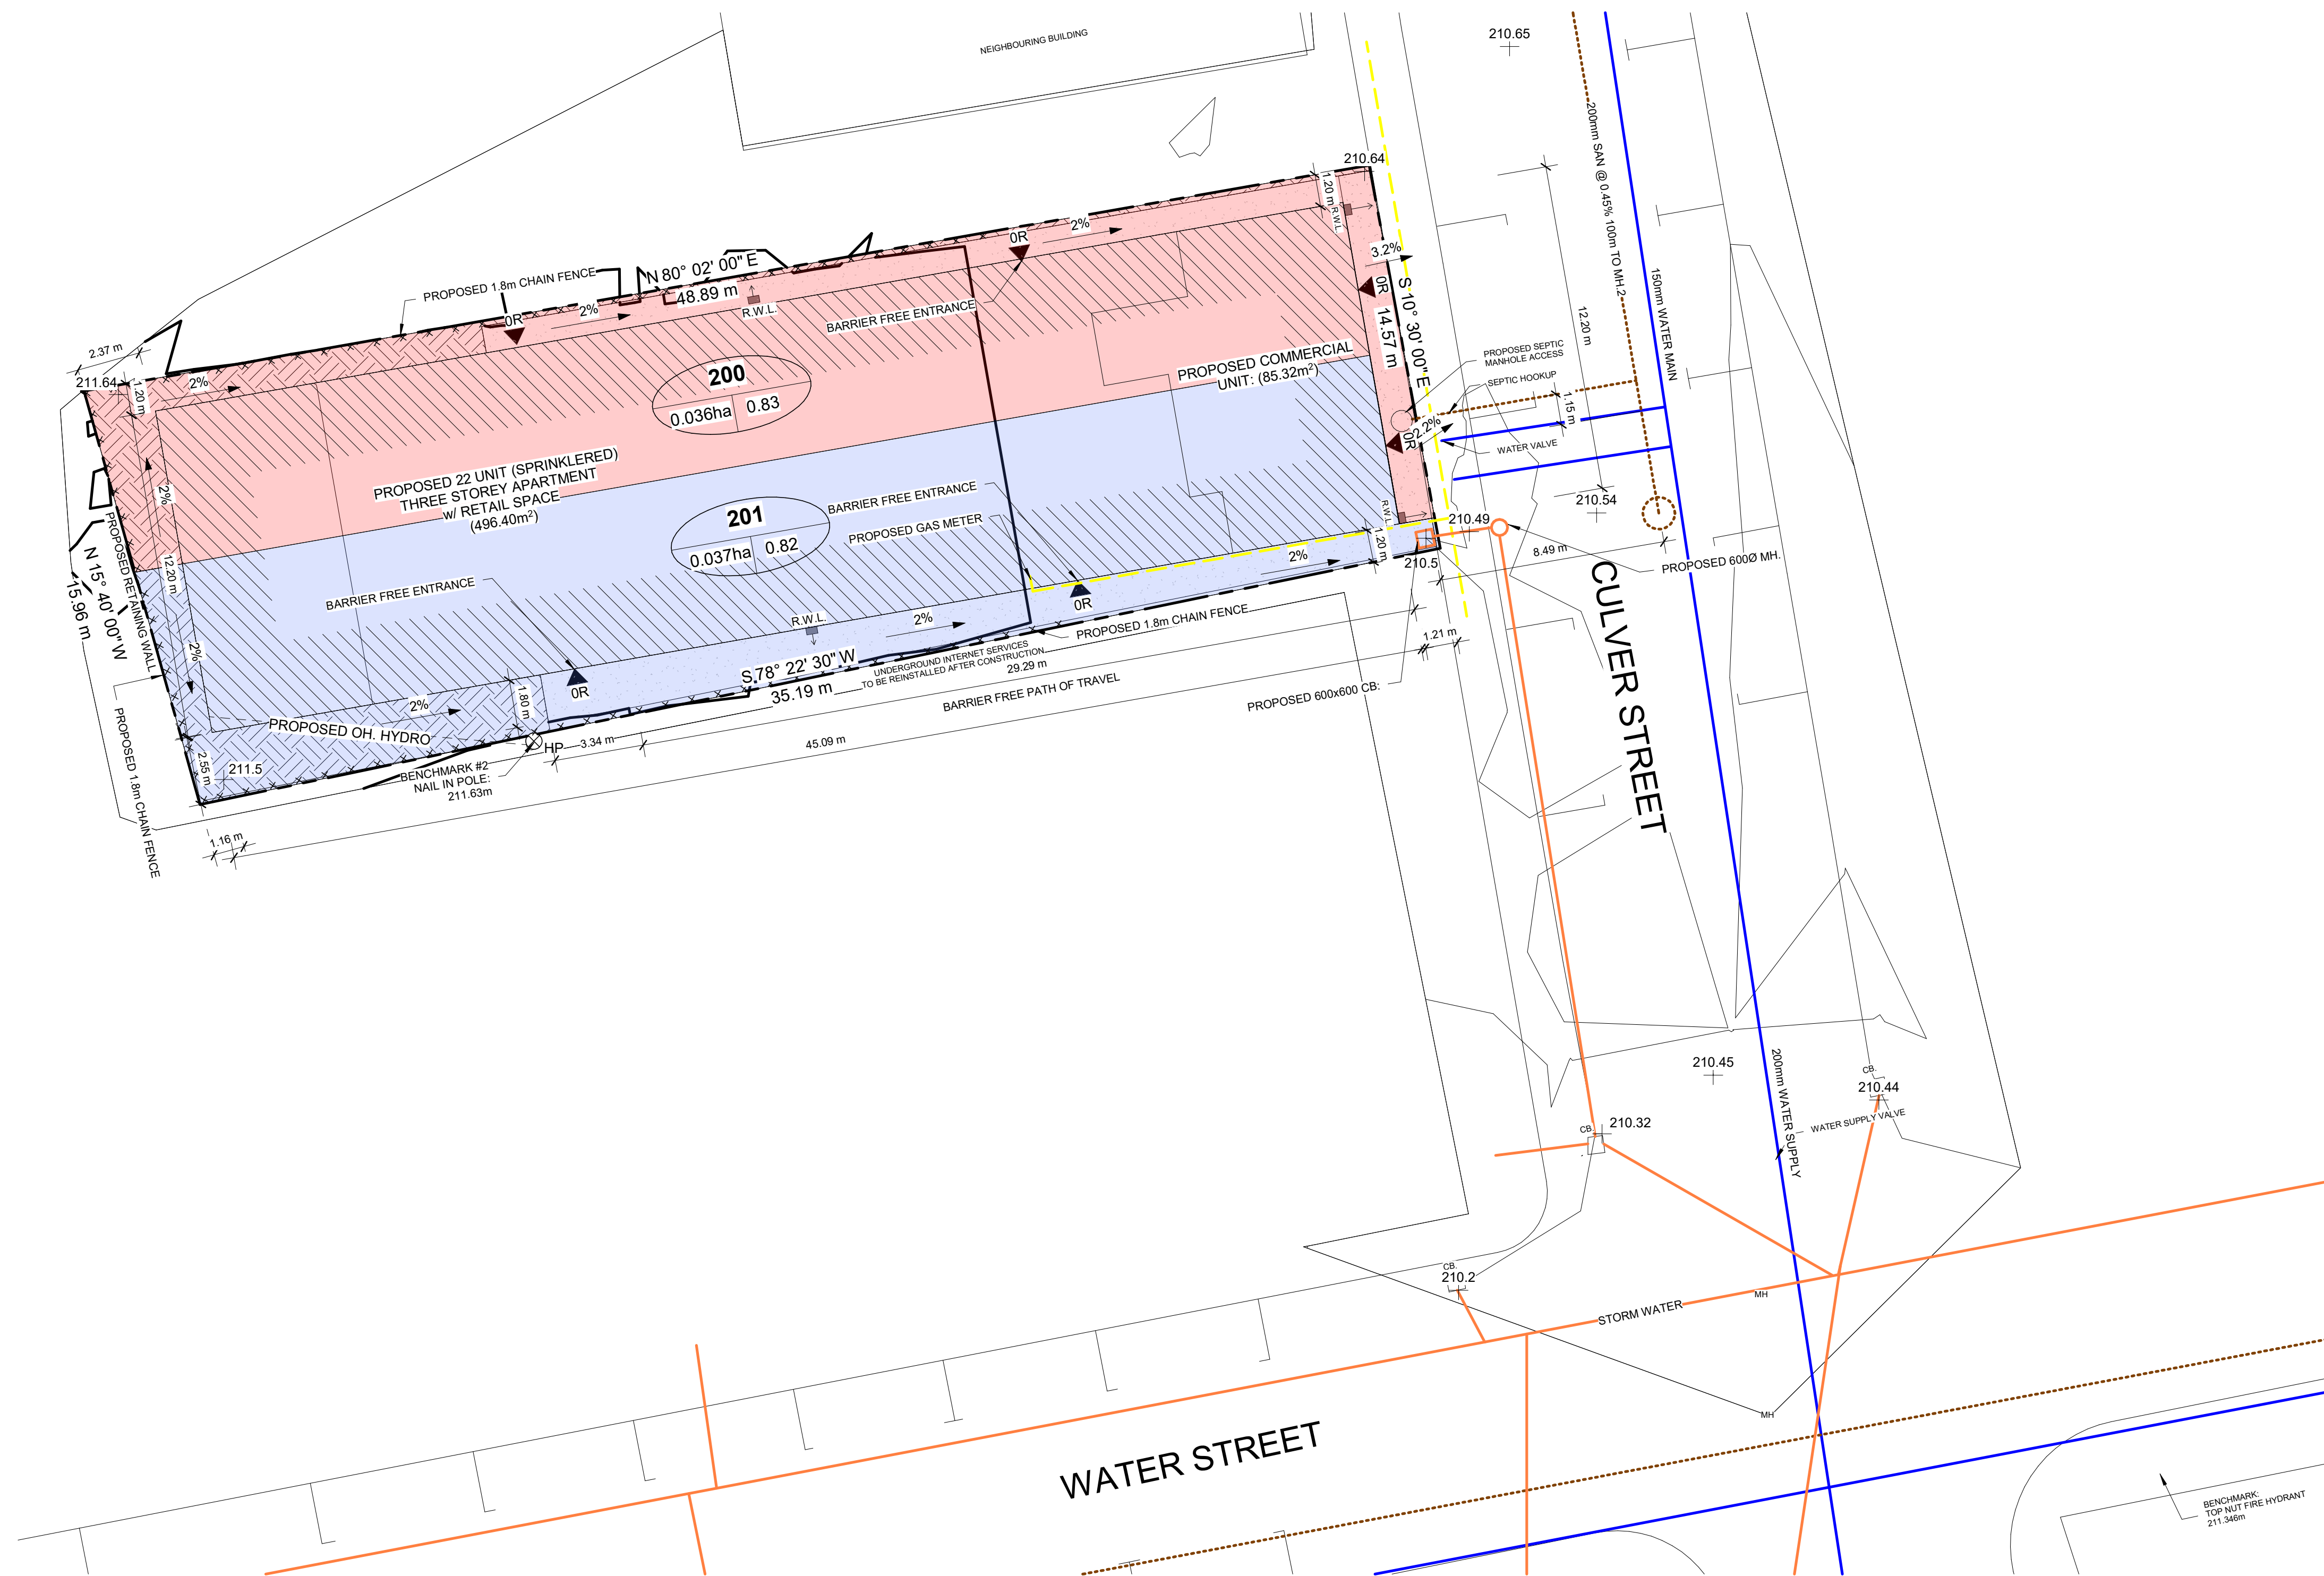 NEIGHBOURING BUILDING
210.65
200mm SAN @ 0.45% 100m TO MH.2
150mm WATER MAIN
210.64
1.20 m
R.W.L.
0R
2%
3.2%
N 80° 02' 00" E
48.89 m
PROPOSED 1.8m CHAIN FENCE
0R
2%
R.W.L.
BARRIER FREE ENTRANCE
0R
S 10° 30' 00" E
14.57 m
12.20 m
PROPOSED COMMERCIAL
UNIT: (85.32m²)
PROPOSED SEPTIC
MANHOLE ACCESS
SEPTIC HOOKUP
1.15 m
2.37 m
211.64
2%
1.20 m
200
0.036ha
0.83
0R
2.2%
WATER VALVE
PROPOSED 22 UNIT (SPRINKLERED)
THREE STOREY APARTMENT
w/ RETAIL SPACE
(496.40m²)
2%
BARRIER FREE ENTRANCE
201
0.037ha
0.82
PROPOSED GAS METER
R.W.L.
210.49
210.54
1.20 m
210.5
2%
8.49 m
PROPOSED 600Ø MH.
PROPOSED RETAINING WALL
N 15° 40' 00" W
15.96 m
12.20 m
2%
BARRIER FREE ENTRANCE
0R
R.W.L.
2%
0R
PROPOSED 1.8m CHAIN FENCE
CULVER STREET
1.21 m
S 78° 22' 30" W
35.19 m
UNDERGROUND INTERNET SERVICES
TO BE REINSTALLED AFTER CONSTRUCTION
29.29 m
BARRIER FREE PATH OF TRAVEL
PROPOSED 600x600 CB:
2%
1.80 m
PROPOSED OH. HYDRO
HP
3.34 m
45.09 m
BENCHMARK #2
NAIL IN POLE:
211.63m
2.55 m
211.5
PROPOSED 1.8m CHAIN FENCE
1.16 m
210.45
200mm WATER SUPPLY
CB.
210.44
WATER SUPPLY VALVE
CB.
210.32
CB.
210.2
STORM WATER
MH
MH
WATER STREET
BENCHMARK:
TOP NUT FIRE HYDRANT
211.346m